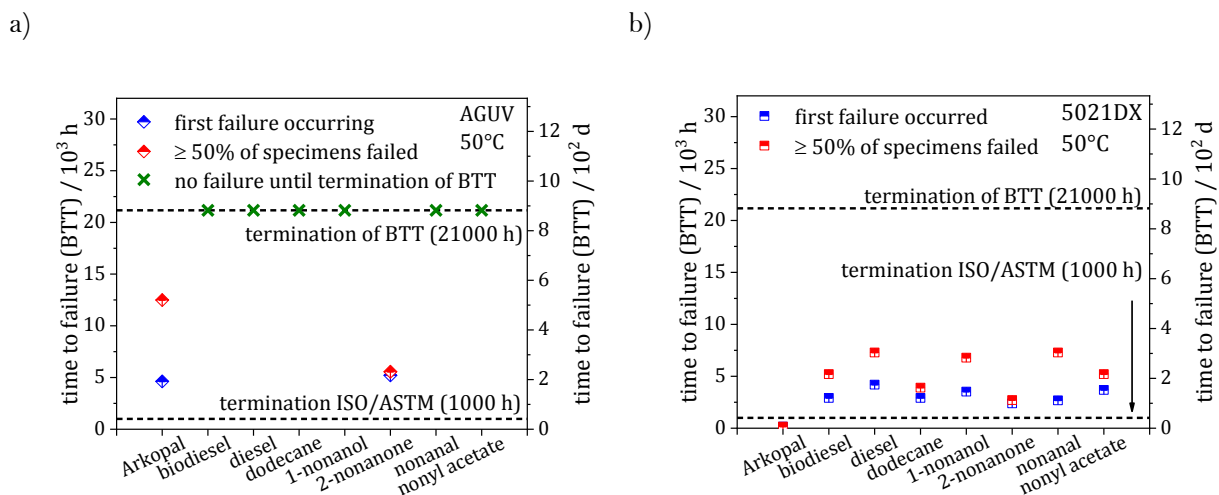 a)
b)
time to failure (BTT) / 10³ h
30
25
20
15
10
5
0
first failure occurring
≥ 50% of specimens failed
no failure until termination of BTT
AGUV
50°C
termination of BTT (21000 h)
termination ISO/ASTM (1000 h)
12
10
8
6
4
2
0
time to failure (BTT) / 10² d
Arkopal
biodiesel
diesel
dodecane
1-nonanol
2-nonanone
nonanal
nonyl acetate
time to failure (BTT) / 10³ h
30
25
20
15
10
5
0
first failure occurred
≥ 50% of specimens failed
5021DX
50°C
termination of BTT (21000 h)
termination ISO/ASTM (1000 h)
12
10
8
6
4
2
0
time to failure (BTT) / 10² d
Arkopal
biodiesel
diesel
dodecane
1-nonanol
2-nonanone
nonanal
nonyl acetate